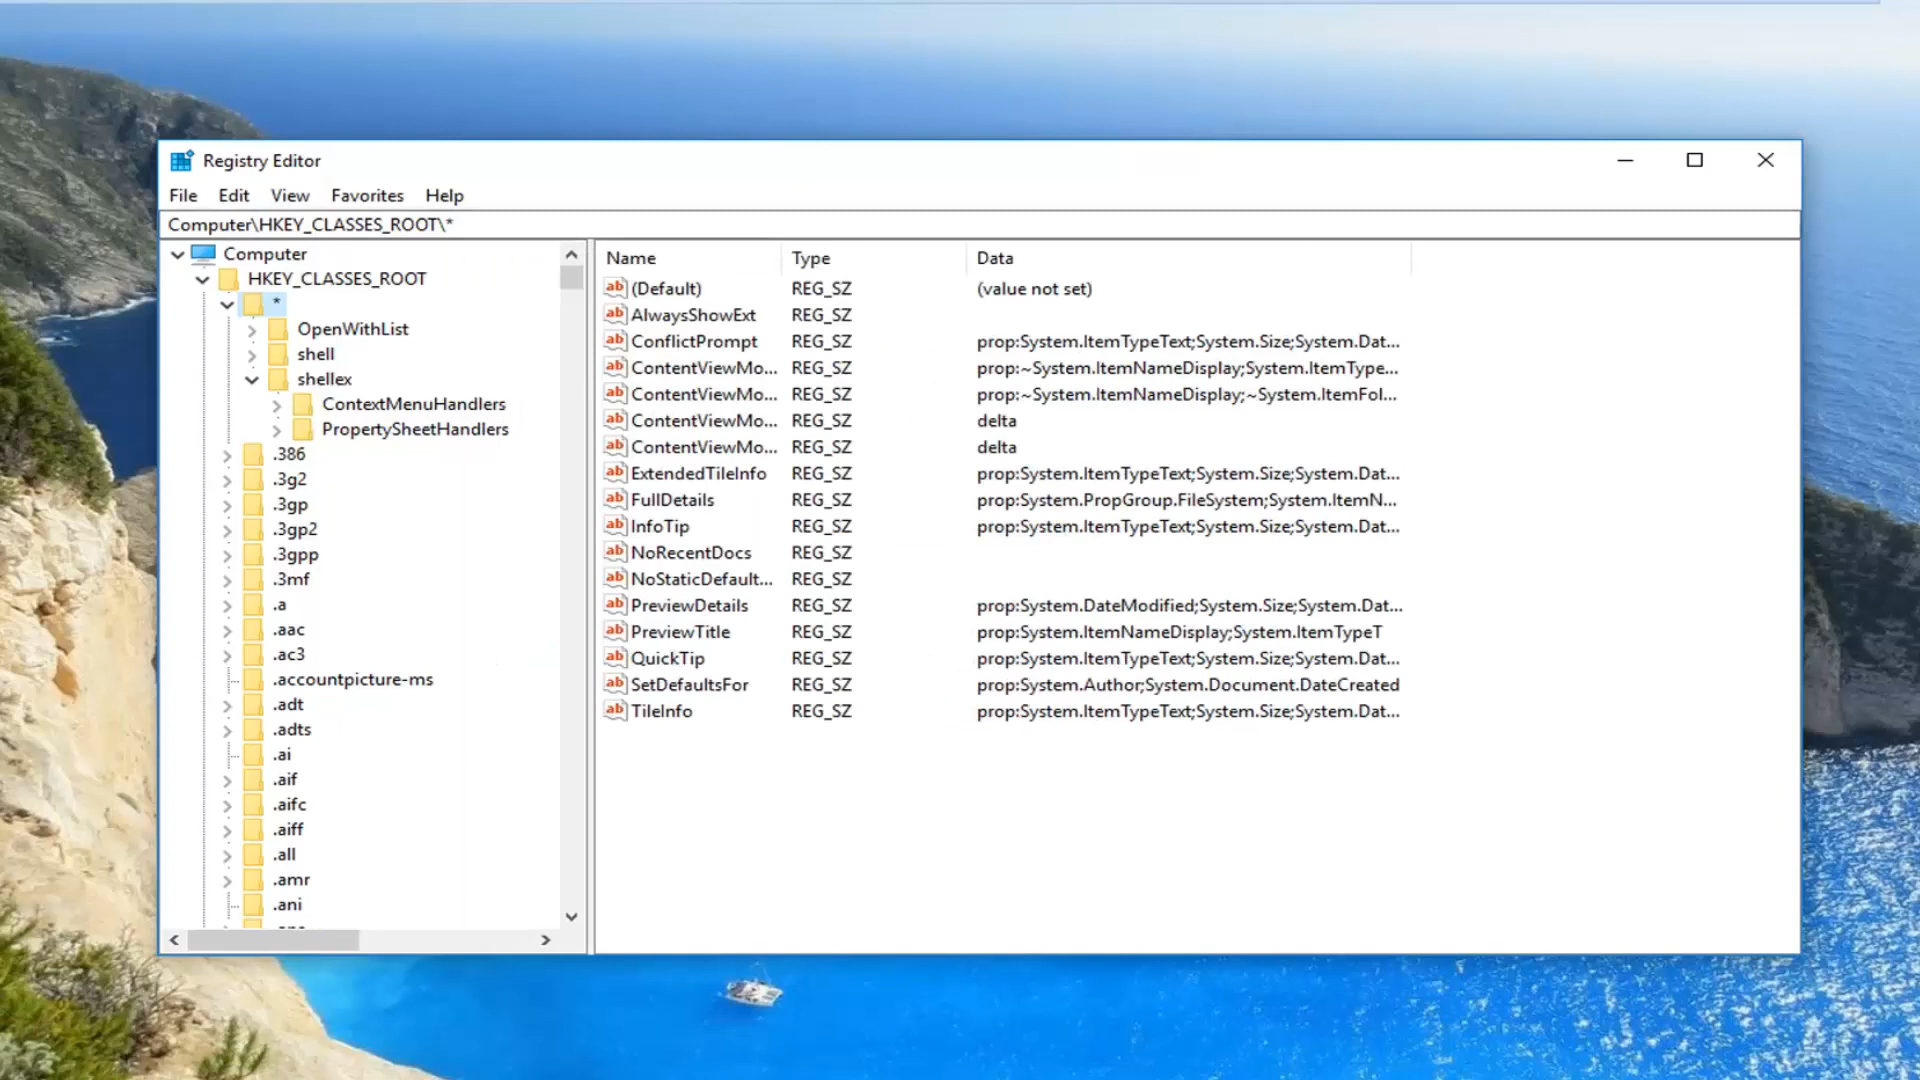 Registry Editor
File Edit View Favorites Help
Computer\HKEY_CLASSES_ROOT\*
Computer
HKEY_CLASSES_ROOT
*
OpenWithList
shell
shellex
ContextMenuHandlers
PropertySheetHandlers
.386
.3g2
.3gp
.3gp2
.3gpp
.3mf
.a
.aac
.ac3
.accountpicture-ms
.adt
.adts
.ai
.aif
.aifc
.aiff
.all
.amr
.ani
Name Type Data
(Default) REG_SZ (value not set)
AlwaysShowExt REG_SZ
ConflictPrompt REG_SZ prop:System.ItemTypeText;System.Size;System.Dat...
ContentViewMo... REG_SZ prop:~System.ItemNameDisplay;System.ItemType...
ContentViewMo... REG_SZ prop:~System.ItemNameDisplay;~System.ItemFol...
ContentViewMo... REG_SZ delta
ContentViewMo... REG_SZ delta
ExtendedTileInfo REG_SZ prop:System.ItemTypeText;System.Size;System.Dat...
FullDetails REG_SZ prop:System.PropGroup.FileSystem;System.ItemN...
InfoTip REG_SZ prop:System.ItemTypeText;System.Size;System.Dat...
NoRecentDocs REG_SZ
NoStaticDefault... REG_SZ
PreviewDetails REG_SZ prop:System.DateModified;System.Size;System.Dat...
PreviewTitle REG_SZ prop:System.ItemNameDisplay;System.ItemTypeT
QuickTip REG_SZ prop:System.ItemTypeText;System.Size;System.Dat...
SetDefaultsFor REG_SZ prop:System.Author;System.Document.DateCreated
TileInfo REG_SZ prop:System.ItemTypeText;System.Size;System.Dat...